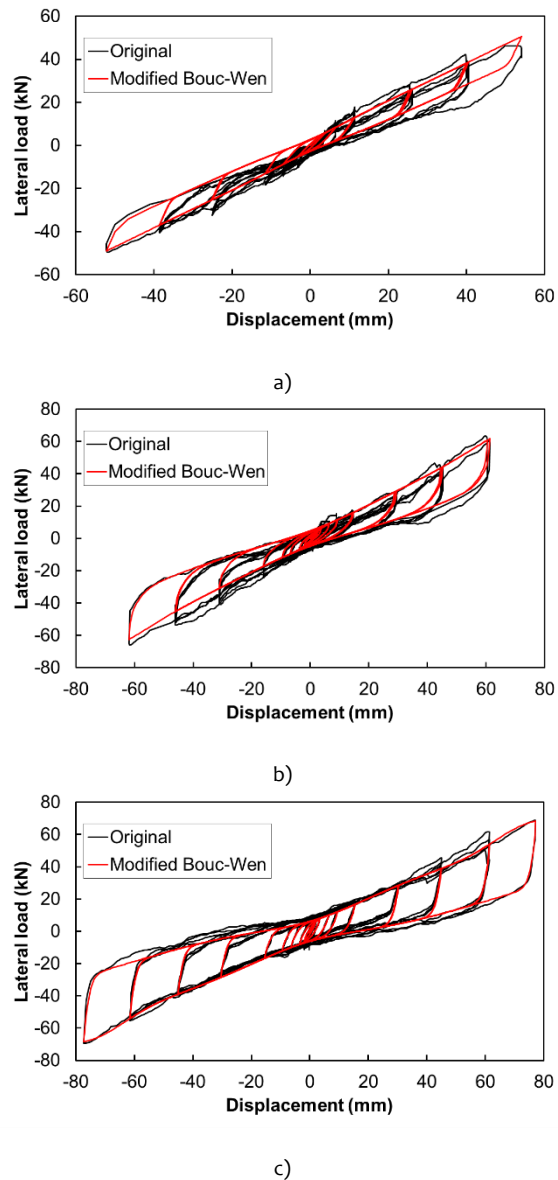 60
Original
Modified Bouc-Wen
40
20
0
-20
-40
-60
Lateral load (kN)
-60 -40 -20 0 20 40 60
Displacement (mm)
a)
80
Original
Modified Bouc-Wen
60
40
20
0
-20
-40
-60
-80
Lateral load (kN)
-80 -60 -40 -20 0 20 40 60 80
Displacement (mm)
b)
80
Original
Modified Bouc-Wen
60
40
20
0
-20
-40
-60
-80
Lateral load (kN)
-80 -60 -40 -20 0 20 40 60 80
Displacement (mm)
c)